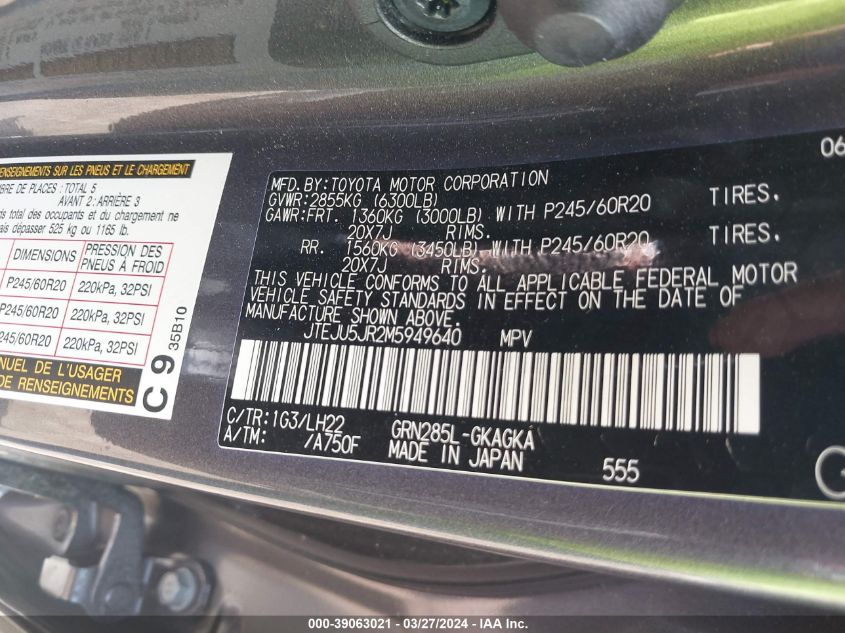 RENSEIGNEMENTS SUR LES PNEUS ET LE CHARGEMENT
BRE DE PLACES: TOTAL 5
AVANT 2: ARRIÈRE 3
ds total des occupants et du chargement ne
ais dépasser 525 kg ou 1165 lb.
DIMENSIONS PRESSION DES PNEUS À FROID
P245/60R20 220kPa, 32PSI
P245/60R20 220kPa, 32PSI
245/60R20 220kPa, 32PSI
ANUEL DE L'USAGER
DE RENSEIGNEMENTS
C 9 35B10
06
MFD. BY: TOYOTA MOTOR CORPORATION
GVWR: 2855KG (6300LB)
GAWR: FRT. 1360KG (3000LB) WITH P245/60R20 TIRES.
20X7J RIMS.
RR. 1560KG (3450LB) WITH P245/60R20 TIRES.
20X7J RIMS.
THIS VEHICLE CONFORMS TO ALL APPLICABLE FEDERAL MOTOR
VEHICLE SAFETY STANDARDS IN EFFECT ON THE DATE OF
MANUFACTURE SHOWN ABOVE.
JTEJU5JR2M5949640 MPV
C/TR: 1G3/LH22 GRN285L-GKAGKA
A/TM: /A750F MADE IN JAPAN 555
000-39063021 - 03/27/2024 - IAA Inc.